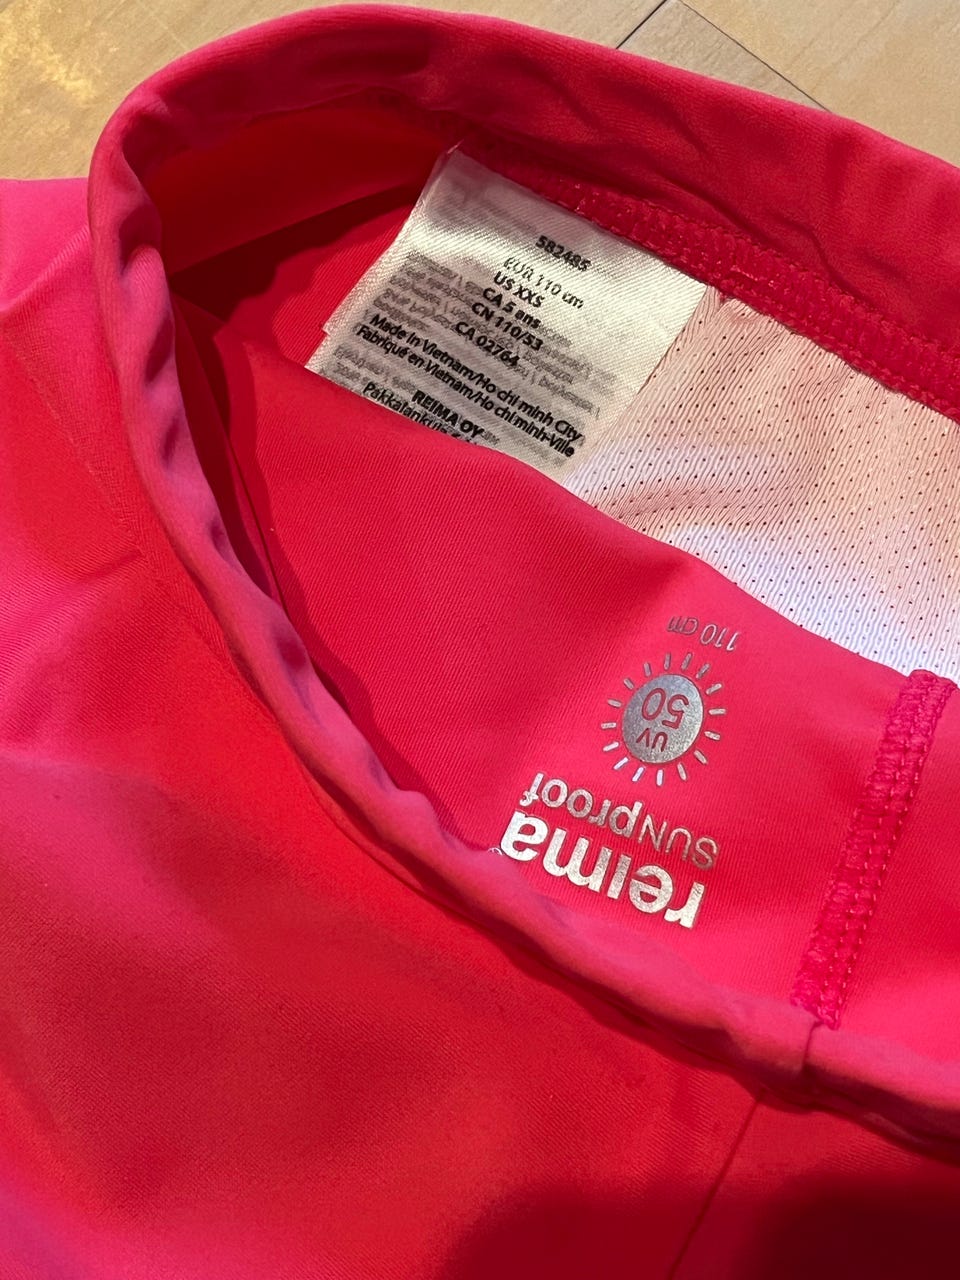 582485
EUR 110 cm
US XXS
CA 5 ans
CN 110/53
CA 02764
Made in Vietnam/Ho chi minh City
Fabriqué en Vietnam/Ho chi minh-Ville
REIMA OY
reima®
SUNproof
UV
50
110 cm